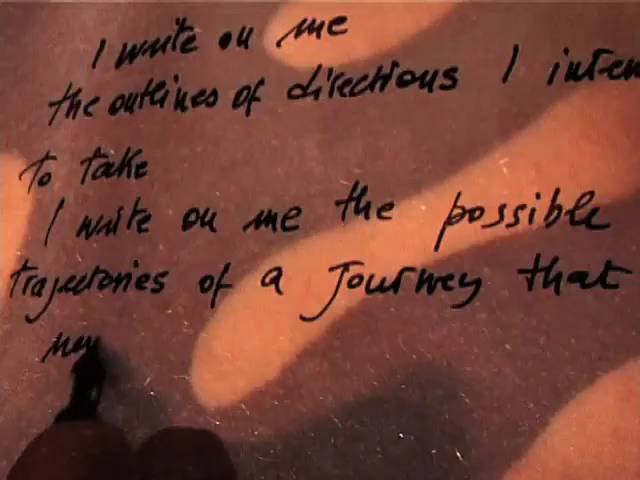 I write on me
the outlines of directions I inten
to take
I write on me the possible
trajectories of a Journey that